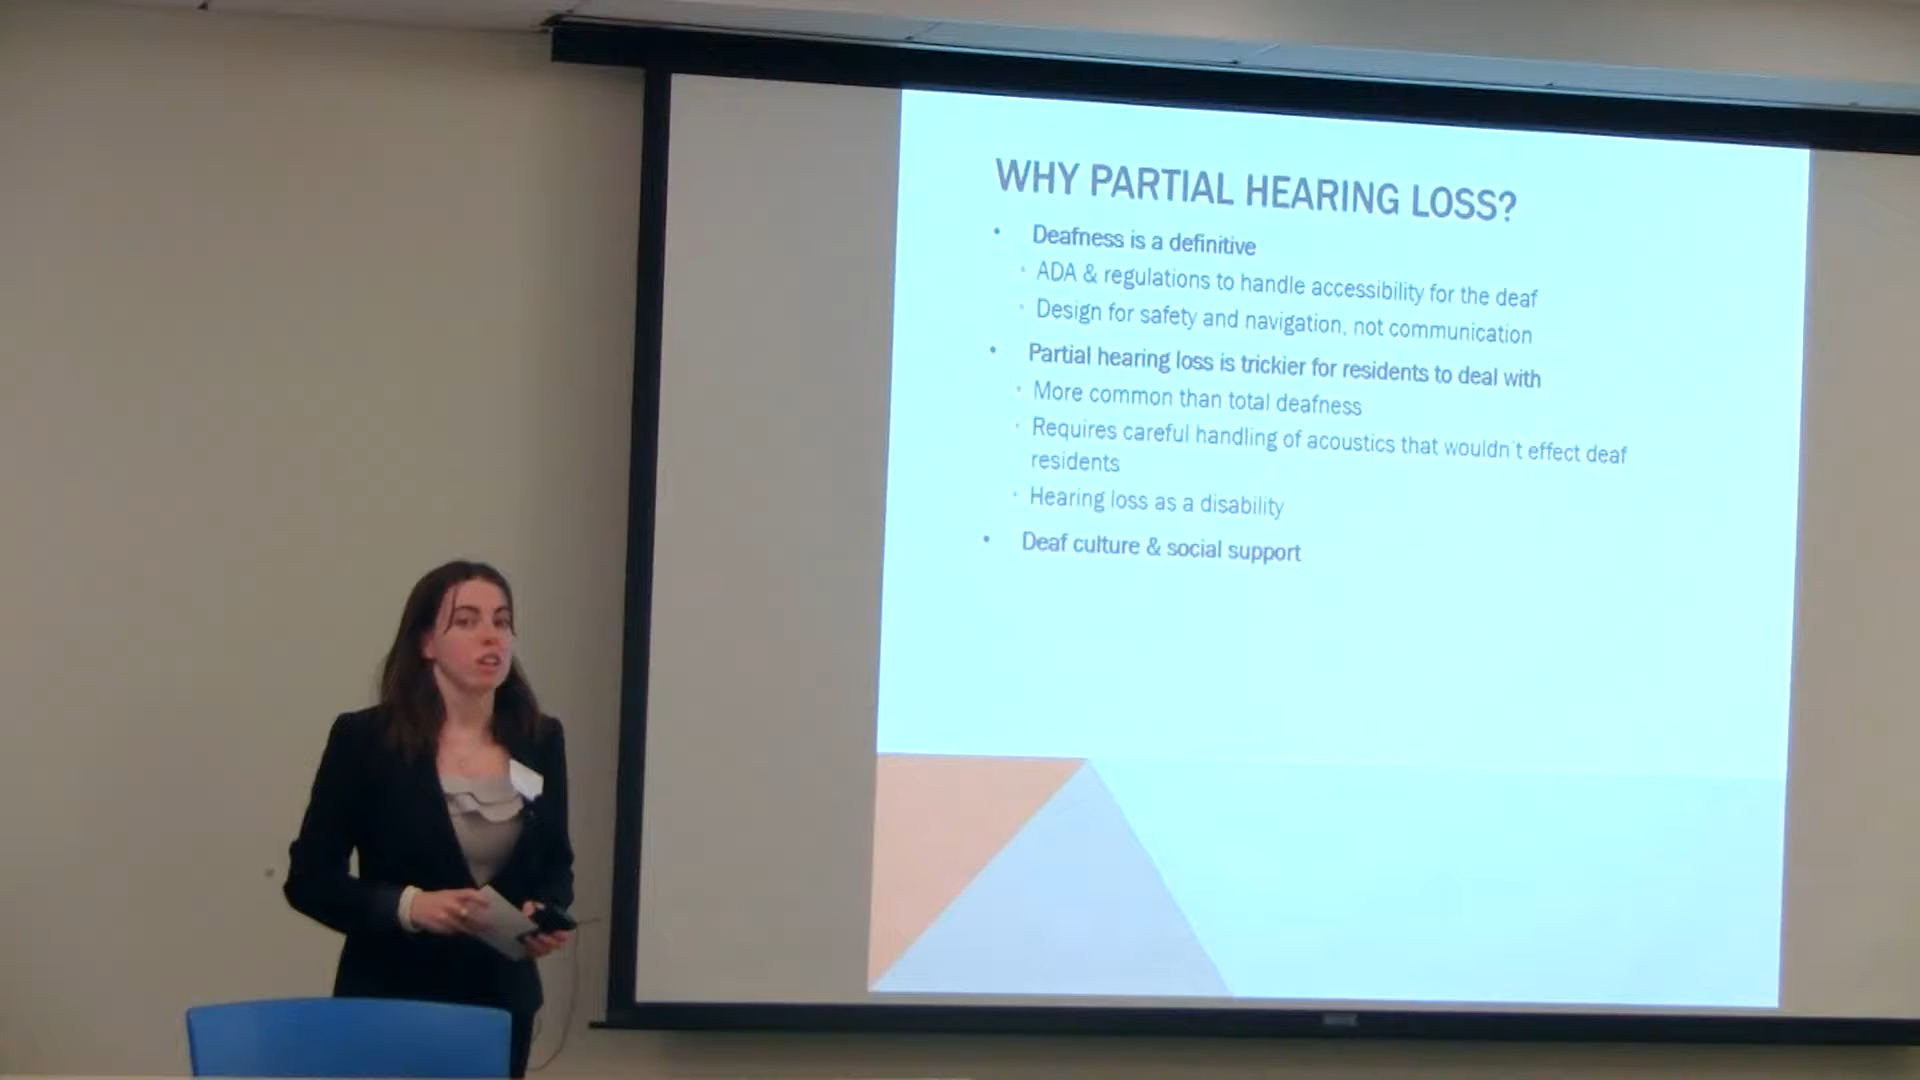 WHY PARTIAL HEARING LOSS?
• Deafness is a definitive
• ADA & regulations to handle accessibility for the deaf
• Design for safety and navigation, not communication
• Partial hearing loss is trickier for residents to deal with
• More common than total deafness
• Requires careful handling of acoustics that wouldn't effect deaf
residents
• Hearing loss as a disability
• Deaf culture & social support